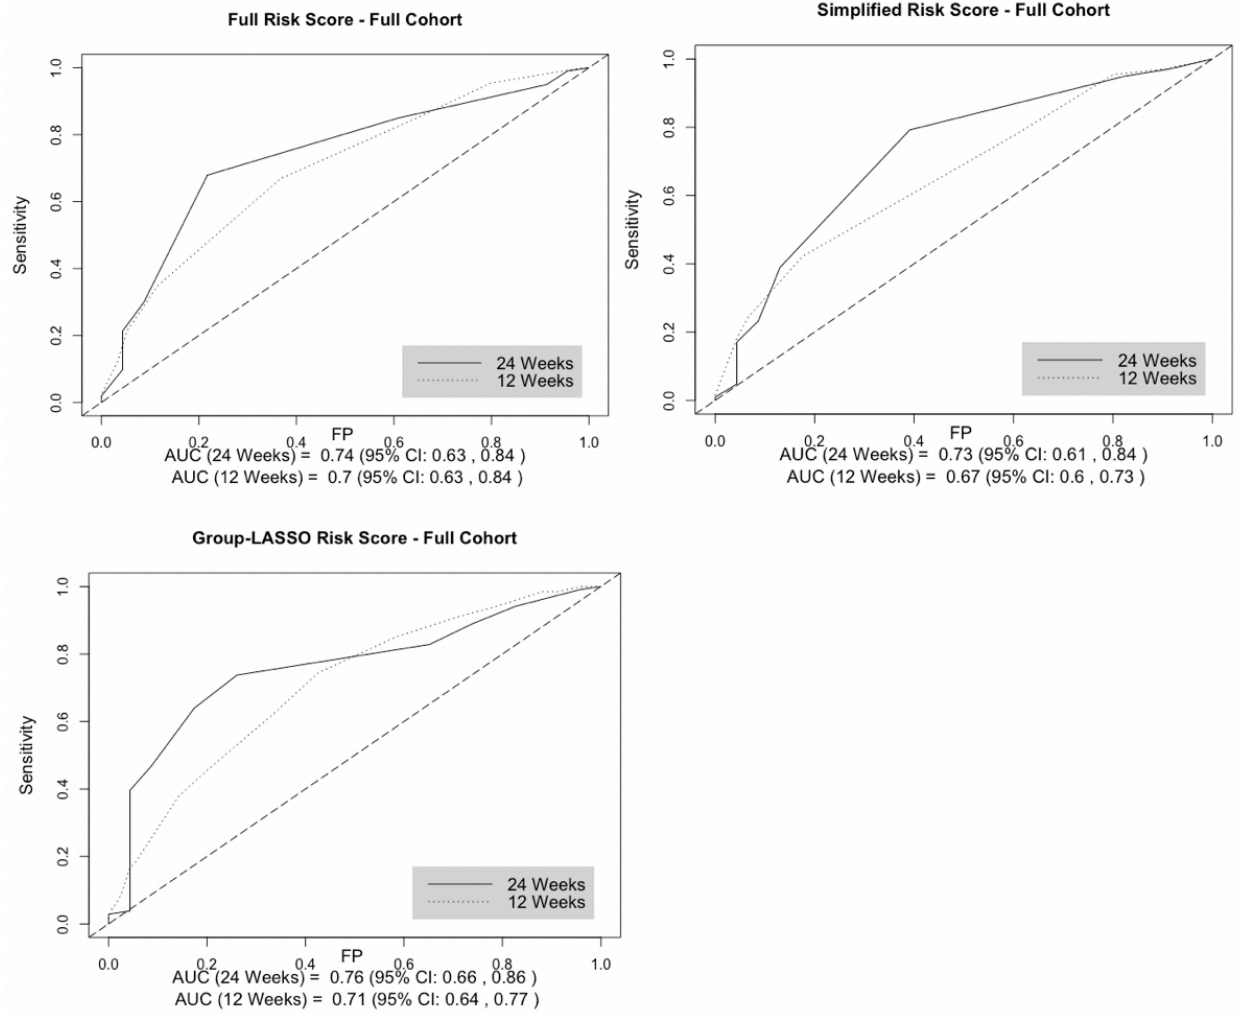 Full Risk Score - Full Cohort
Sensitivity
1.0
0.8
0.6
0.4
0.2
0.0
24 Weeks
12 Weeks
0.0 0.2 0.4 0.6 0.8 1.0
FP
AUC (24 Weeks) = 0.74 (95% CI: 0.63 , 0.84 )
AUC (12 Weeks) = 0.7 (95% CI: 0.63 , 0.84 )
Simplified Risk Score - Full Cohort
Sensitivity
1.0
0.8
0.6
0.4
0.2
0.0
24 Weeks
12 Weeks
0.0 0.2 0.4 0.6 0.8 1.0
FP
AUC (24 Weeks) = 0.73 (95% CI: 0.61 , 0.84 )
AUC (12 Weeks) = 0.67 (95% CI: 0.6 , 0.73 )
Group-LASSO Risk Score - Full Cohort
Sensitivity
1.0
0.8
0.6
0.4
0.2
0.0
24 Weeks
12 Weeks
0.0 0.2 0.4 0.6 0.8 1.0
FP
AUC (24 Weeks) = 0.76 (95% CI: 0.66 , 0.86 )
AUC (12 Weeks) = 0.71 (95% CI: 0.64 , 0.77 )